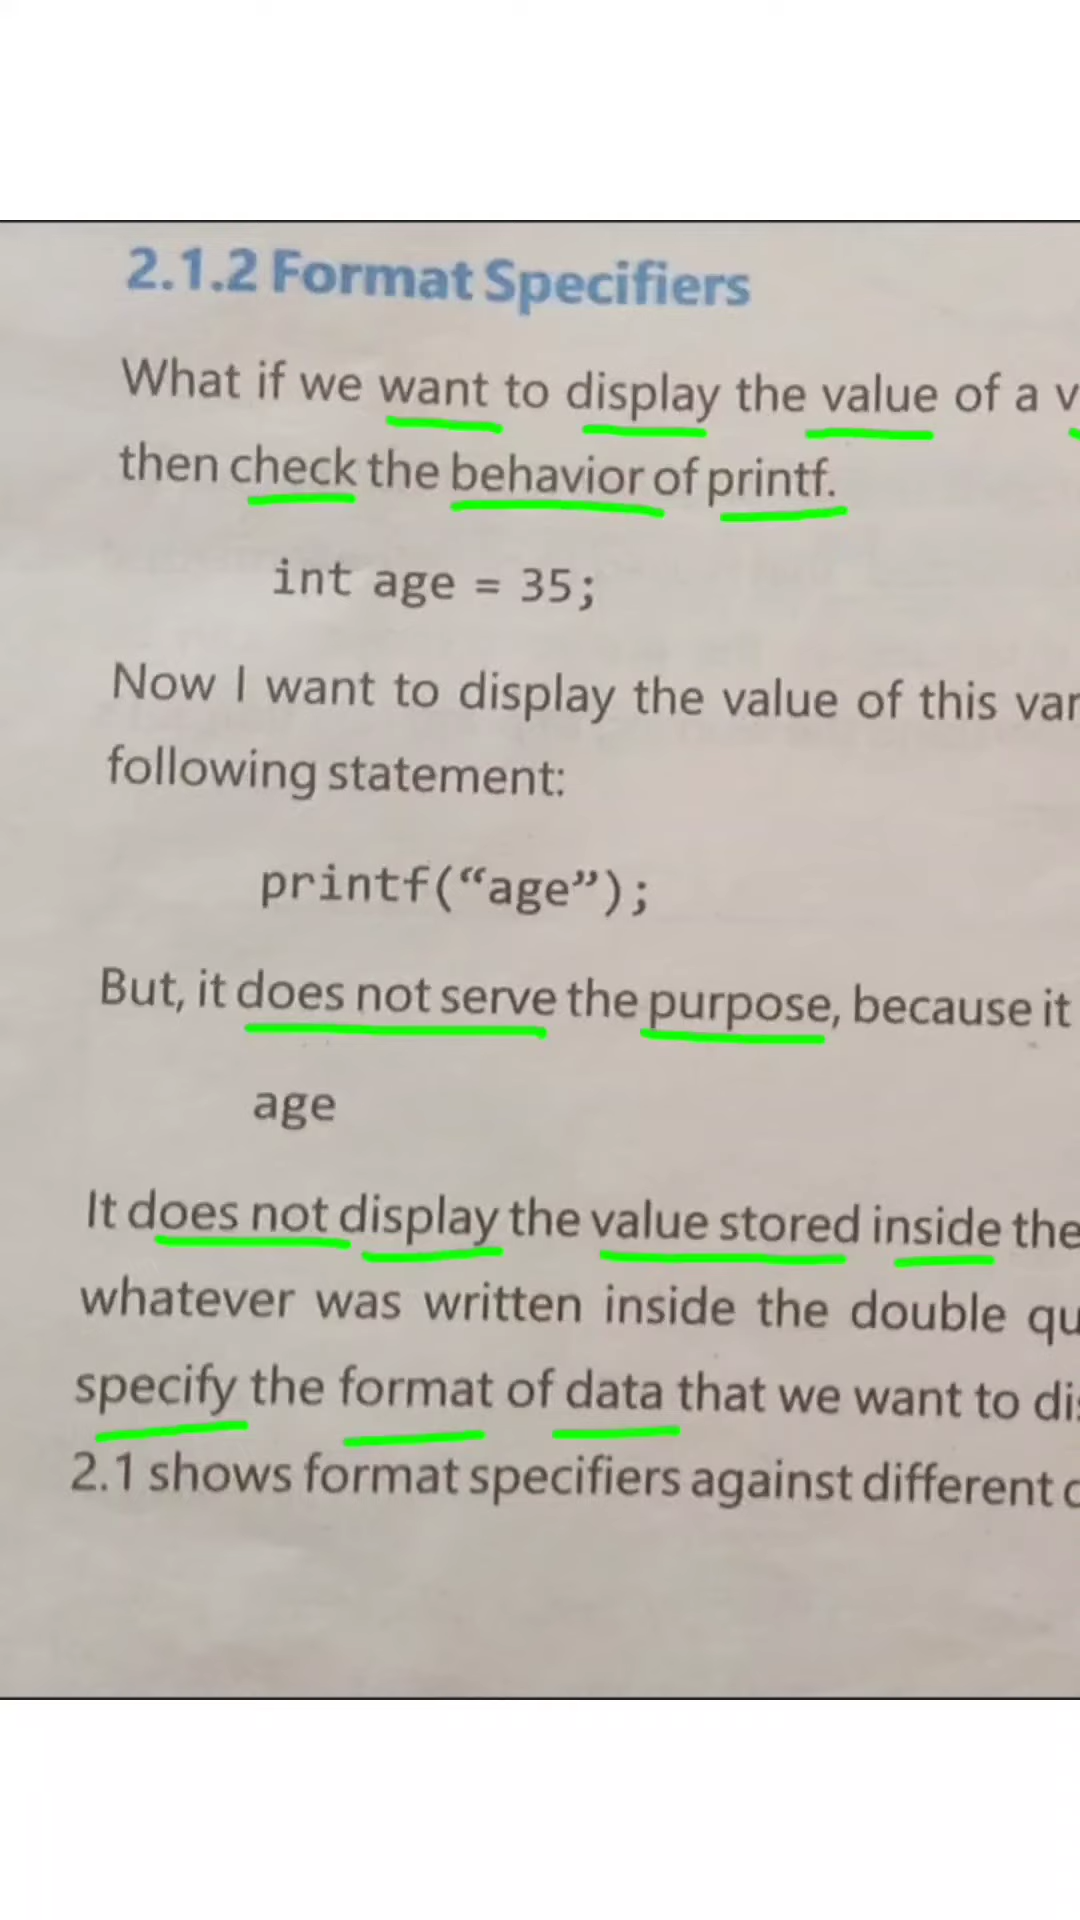 2.1.2 Format Specifiers
What if we want to display the value of a
then check the behavior of printf.
int age = 35;
Now I want to display the value of this
following statement:
printf(“age”);
But, it does not serve the purpose, because it
age
It does not display the value stored inside the
whatever was written inside the double
specify the format of data that we want to
2.1 shows format specifiers against different